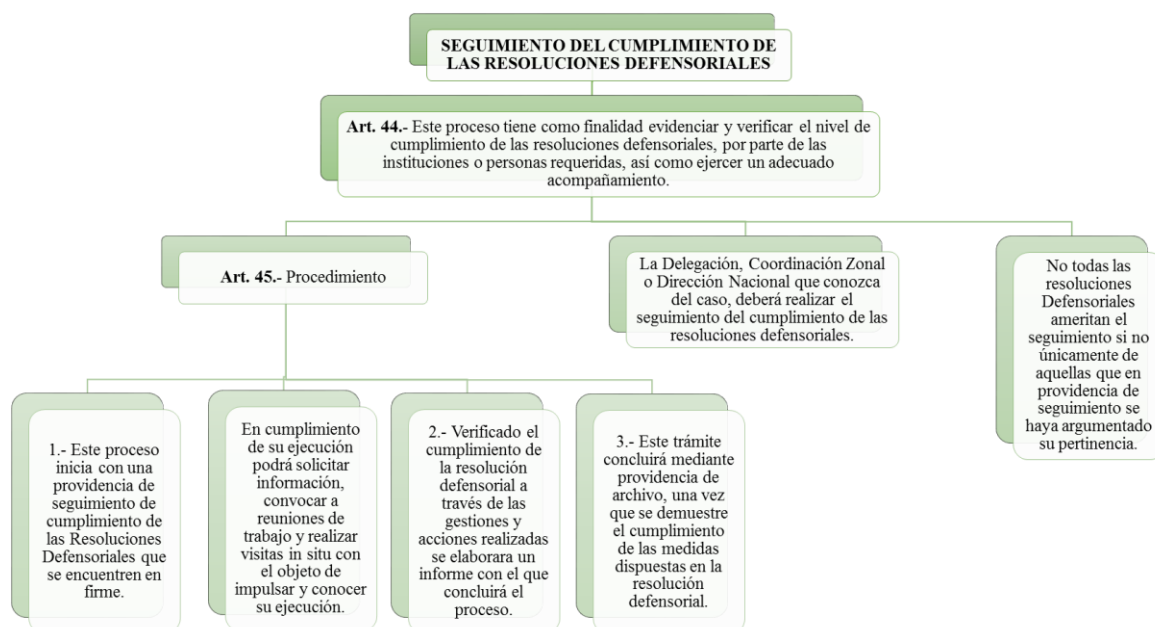 SEGUIMIENTO DEL CUMPLIMIENTO DE
LAS RESOLUCIONES DEFENSORIALES
Art. 44.- Este proceso tiene como finalidad evidenciar y verificar el nivel de
cumplimiento de las resoluciones defensoriales, por parte de las
instituciones o personas requeridas, así como ejercer un adecuado
acompañamiento.
Art. 45.- Procedimiento
La Delegación, Coordinación Zonal
o Dirección Nacional que conozca
del caso, deberá realizar el
seguimiento del cumplimiento de las
resoluciones defensoriales.
No todas las
resoluciones
Defensoriales
ameritan el
seguimiento si no
únicamente de
aquellas que en
providencia de
seguimiento se
haya argumentado
su pertinencia.
1.- Este proceso
inicia con una
providencia de
seguimiento de
cumplimiento de
las Resoluciones
Defensoriales que
se encuentren en
firme.
En cumplimiento
de su ejecución
podrá solicitar
información,
convocar a
reuniones de
trabajo y realizar
visitas in situ con
el objeto de
impulsar y conocer
su ejecución.
2.- Verificado el
cumplimiento de
la resolución
defensorial a
través de las
gestiones y
acciones realizadas
se elaborara un
informe con el que
concluirá el
proceso.
3.- Este trámite
concluirá mediante
providencia de
archivo, una vez
que se demuestre
el cumplimiento
de las medidas
dispuestas en la
resolución
defensorial.